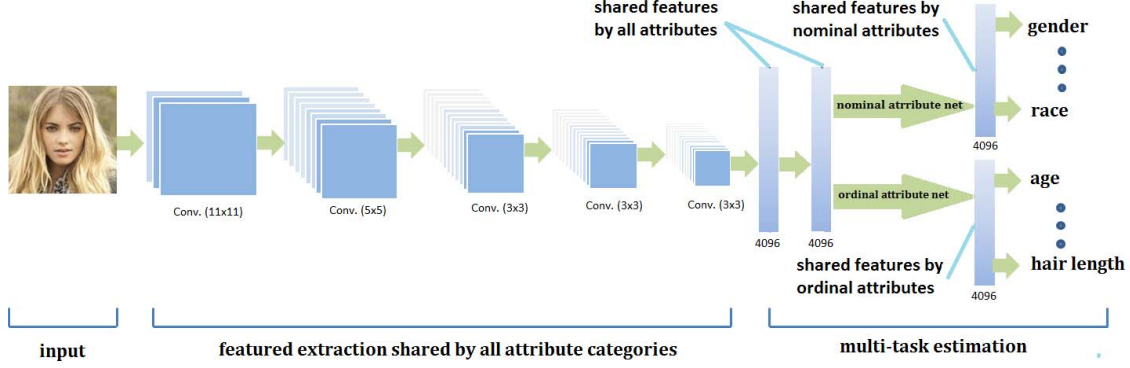 shared features
by all attributes
shared features by
nominal attributes
gender
race
nominal atrribute net
4096
age
ordinal attribute net
Conv. (11x11)
Conv. (5x5)
Conv. (3x3)
Conv. (3x3)
Conv. (3x3)
4096
4096
shared features by
ordinal attributes
hair length
4096
input
featured extraction shared by all attribute categories
multi-task estimation